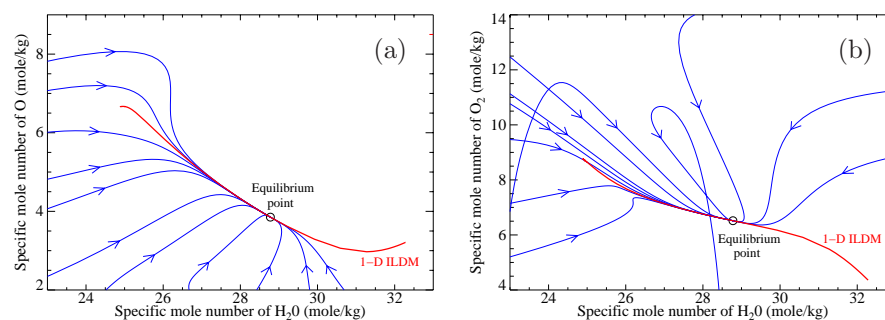 (a)
Specific mole number of O (mole/kg)
8
6
4
2
Equilibrium
point
1-D ILDM
24 26 28 30 32
Specific mole number of H₂0 (mole/kg)
(b)
Specific mole number of O₂ (mole/kg)
14
12
10
8
6
4
Equilibrium
point
1-D ILDM
24 26 28 30 32
Specific mole number of H₂0 (mole/kg)